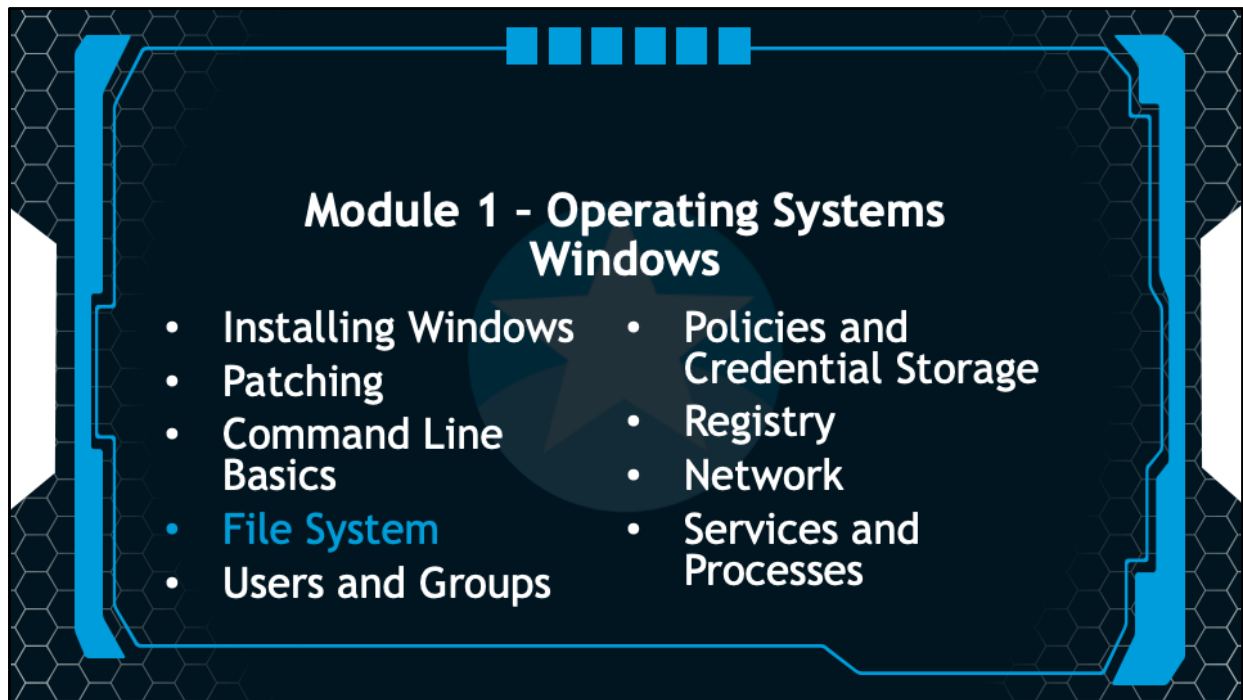 Module 1 – Operating Systems
Windows
• Installing Windows
• Patching
• Command Line
Basics
• File System
• Users and Groups
• Policies and
Credential Storage
• Registry
• Network
• Services and
Processes